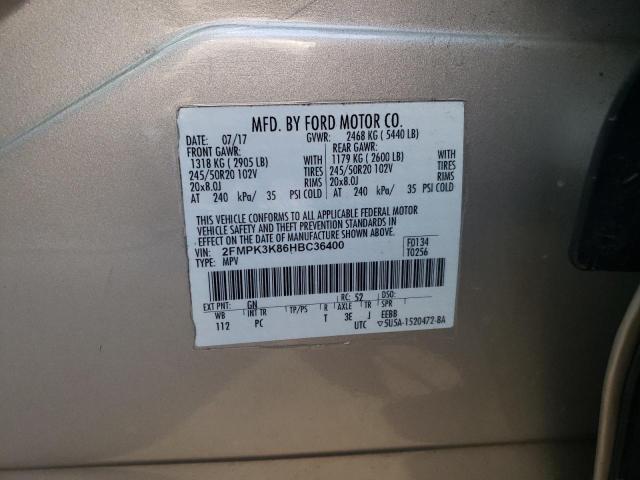 MFD. BY FORD MOTOR CO.
DATE: 07/17 GVWR: 2468 KG (5440 LB)
FRONT GAWR: REAR GAWR:
1318 KG (2905 LB) WITH 1179 KG (2600 LB) WITH
245/50R20 102V TIRES 245/50R20 102V TIRES
20x8.0J RIMS 20x8.0J RIMS
AT 240 kPa/ 35 PSI COLD AT 240 kPa/ 35 PSI COLD
THIS VEHICLE CONFORMS TO ALL APPLICABLE FEDERAL MOTOR
VEHICLE SAFETY AND THEFT PREVENTION STANDARDS IN
EFFECT ON THE DATE OF MANUFACTURE SHOWN ABOVE.
VIN: 2FMPK3K86HBC36400 F0134
TYPE: MPV T0256
EXT PNT: GN RC: 52 DSO:
WB INT TR TP/PS R AXLE TR S
112 PC T 3E J EEBB
UTC ▽5U5A-1520472-BA